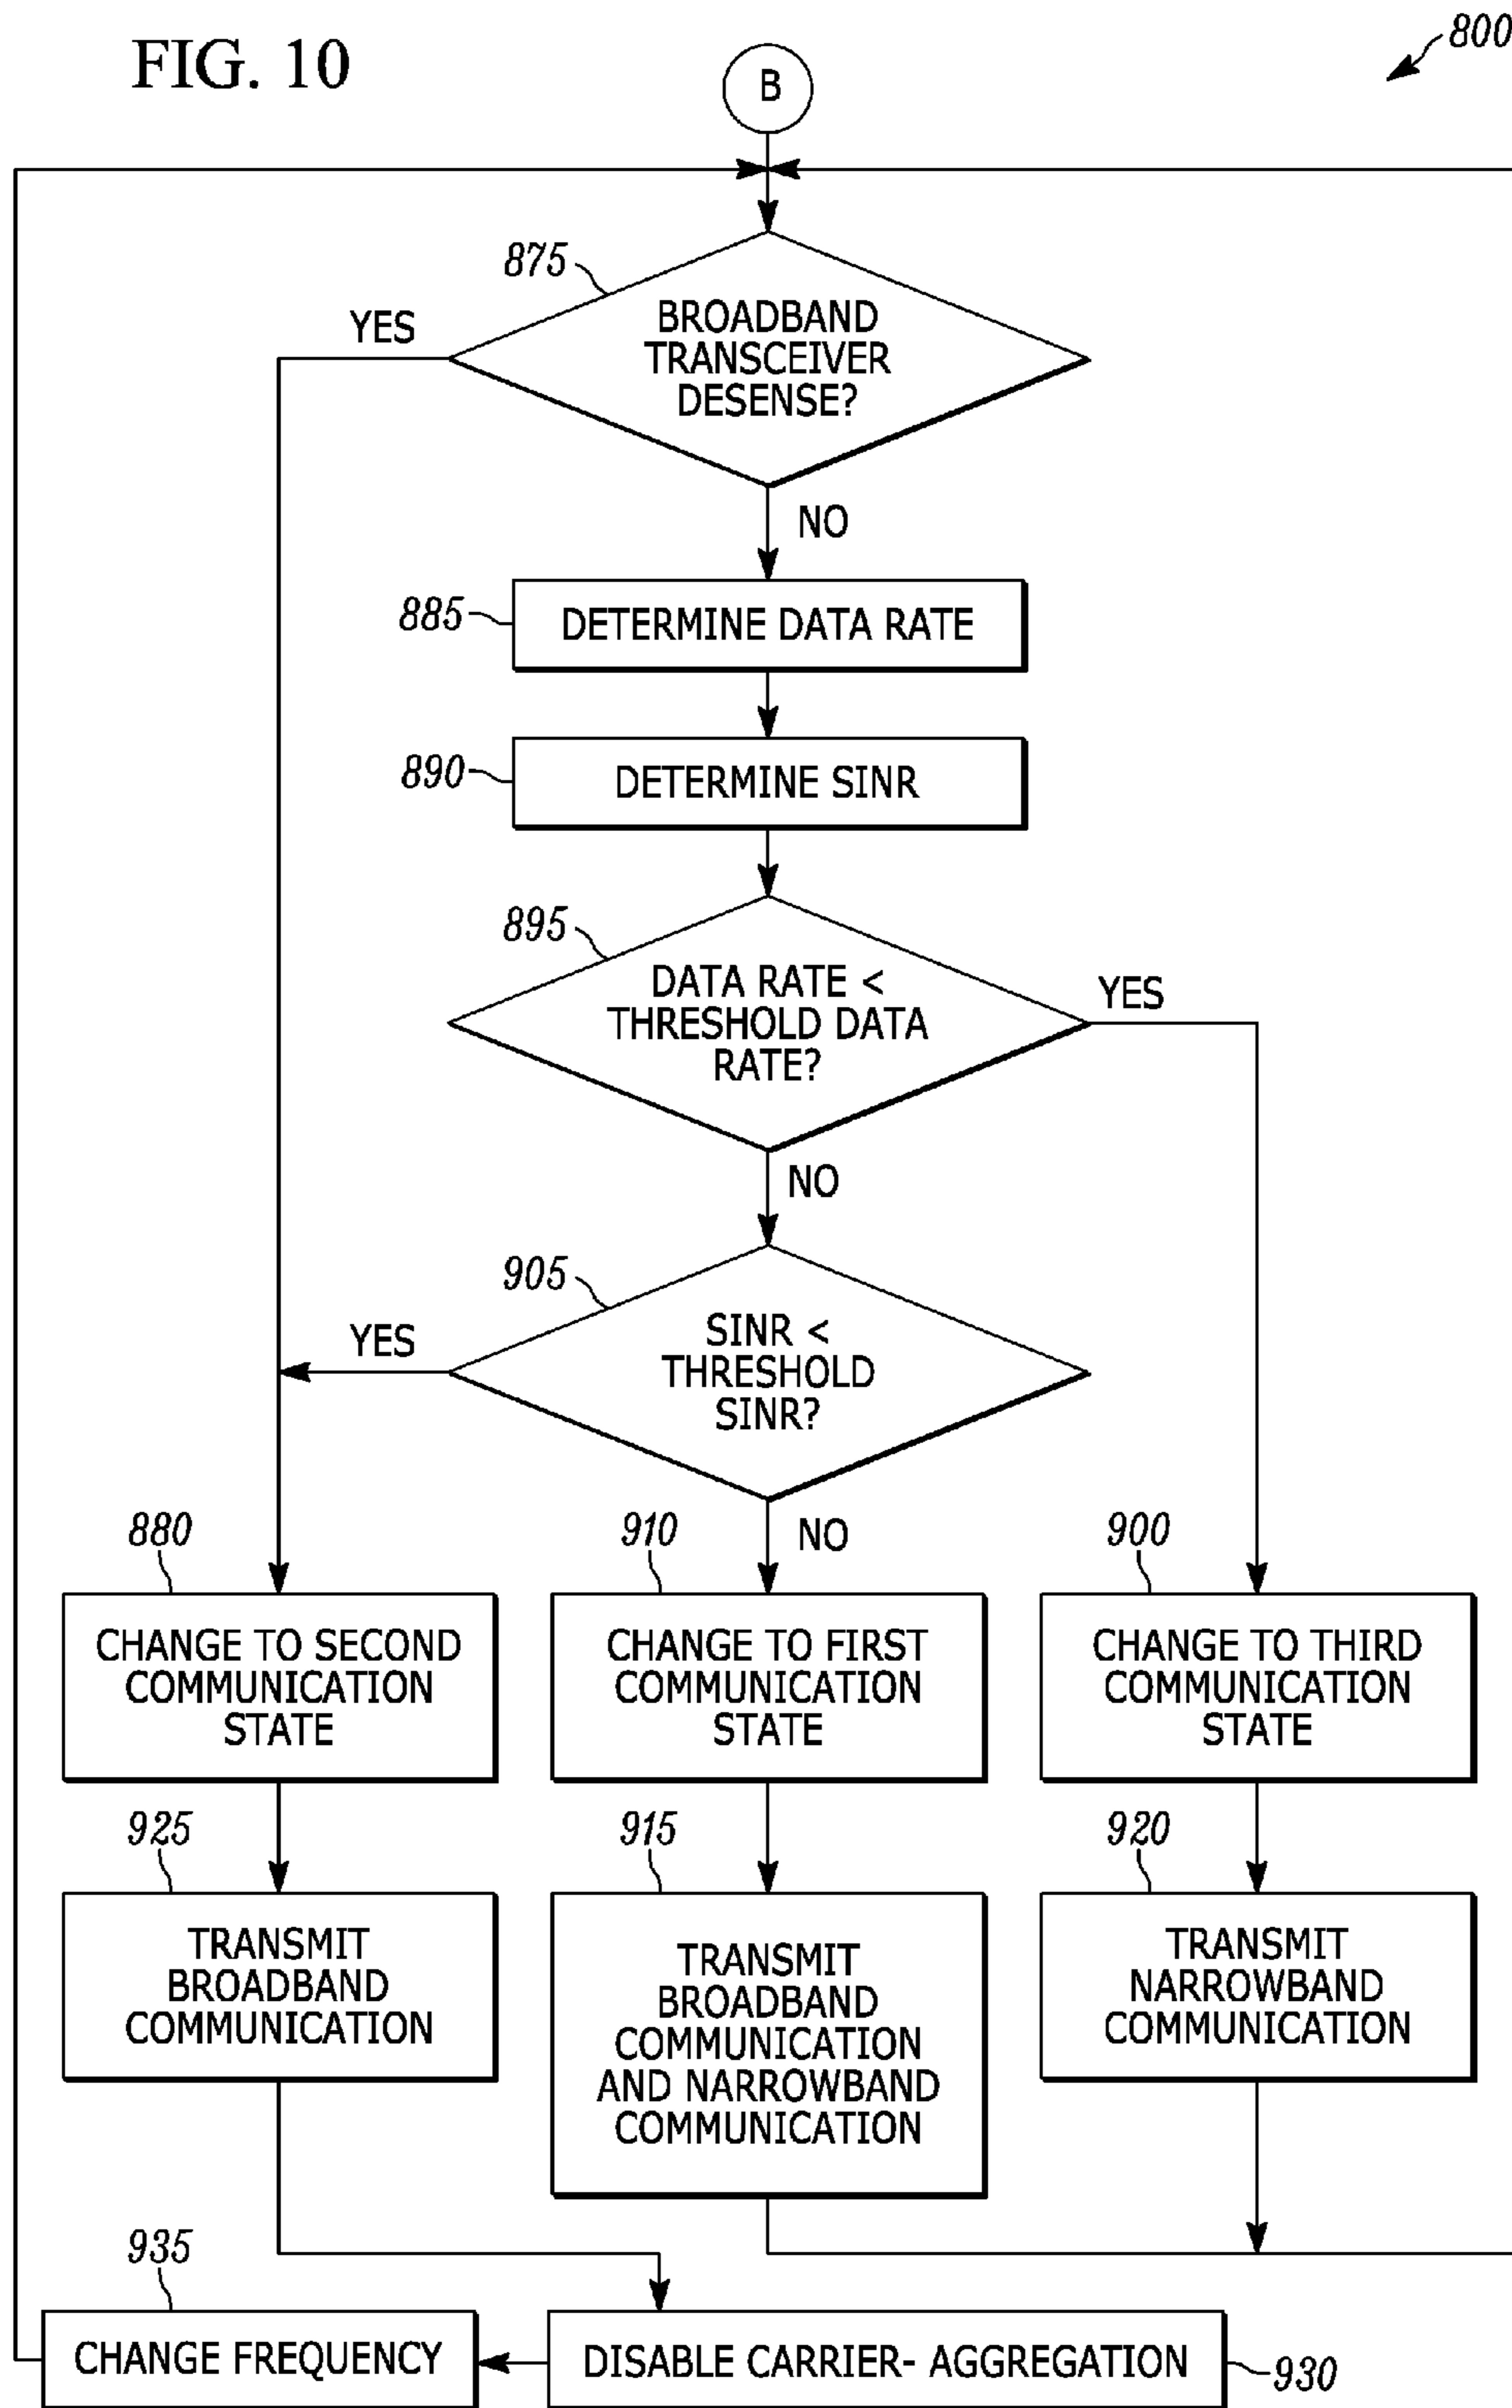 FIG. 10
800
B
875
YES
BROADBAND
TRANSCEIVER
DESENSE?
NO
885
DETERMINE DATA RATE
890
DETERMINE SINR
895
DATA RATE <
THRESHOLD DATA
RATE?
YES
NO
905
YES
SINR <
THRESHOLD
SINR?
NO
880
CHANGE TO SECOND
COMMUNICATION
STATE
910
CHANGE TO FIRST
COMMUNICATION
STATE
900
CHANGE TO THIRD
COMMUNICATION
STATE
925
TRANSMIT
BROADBAND
COMMUNICATION
915
TRANSMIT
BROADBAND
COMMUNICATION
AND NARROWBAND
COMMUNICATION
920
TRANSMIT
NARROWBAND
COMMUNICATION
935
CHANGE FREQUENCY
DISABLE CARRIER- AGGREGATION
930